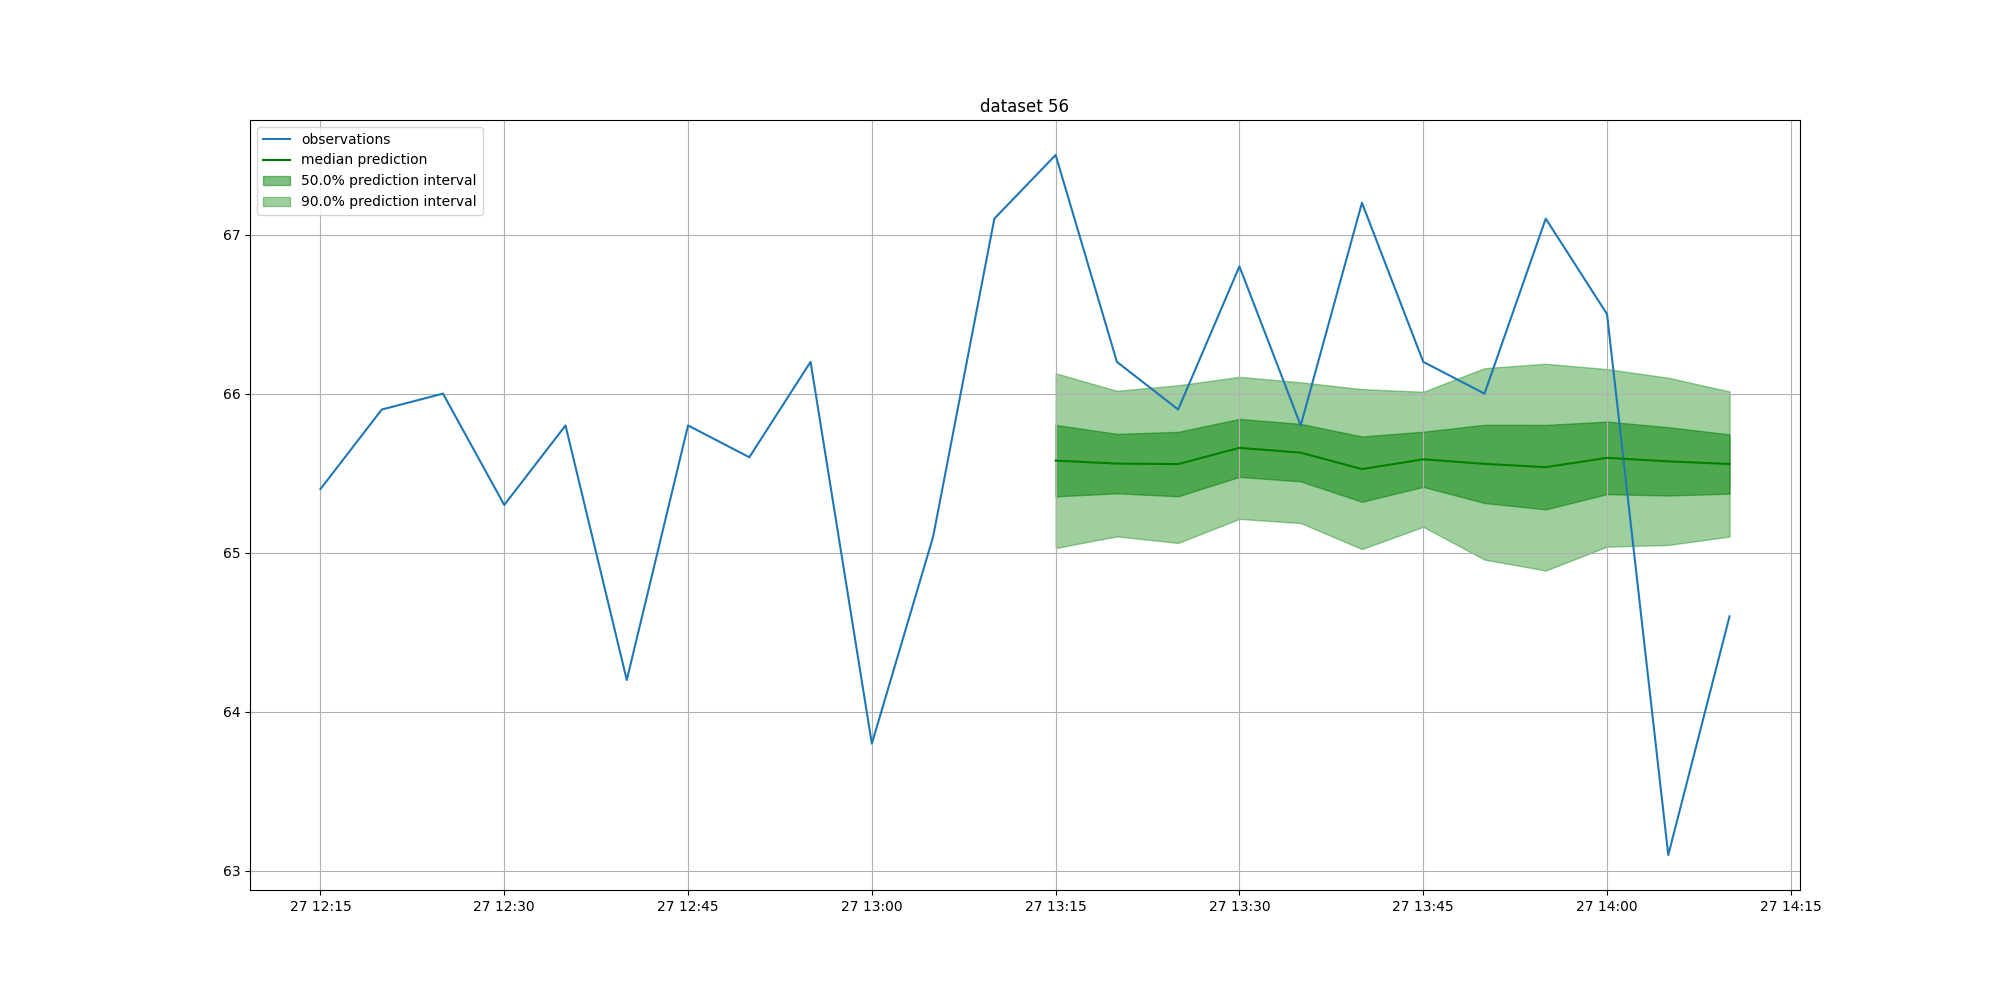 dataset 56
observations
median prediction
50.0% prediction interval
90.0% prediction interval
67
66
65
64
63
27 12:15 27 12:30 27 12:45 27 13:00 27 13:15 27 13:30 27 13:45 27 14:00 27 14:15